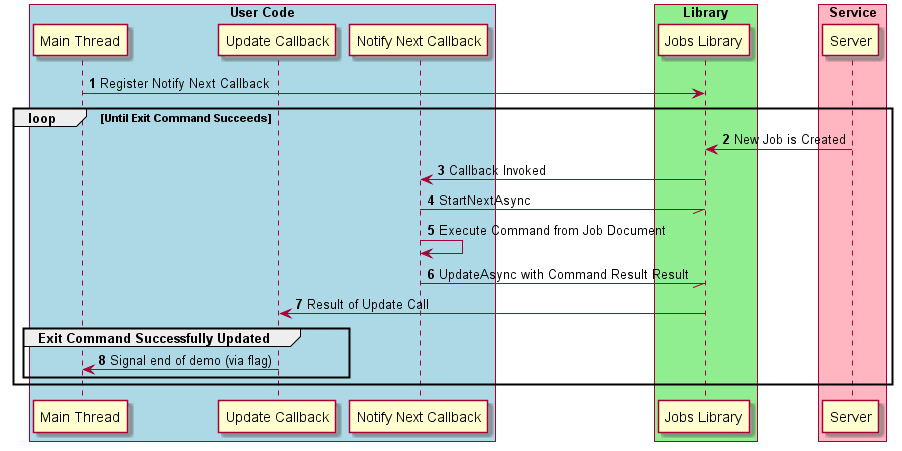 User Code
Library
Service
Main Thread
Update Callback
Notify Next Callback
Jobs Library
Server
1 Register Notify Next Callback
loop
[Until Exit Command Succeeds]
2 New Job is Created
3 Callback Invoked
4 StartNextAsync
5 Execute Command from Job Document
6 UpdateAsync with Command Result Result
7 Result of Update Call
Exit Command Successfully Updated
8 Signal end of demo (via flag)
Main Thread
Update Callback
Notify Next Callback
Jobs Library
Server